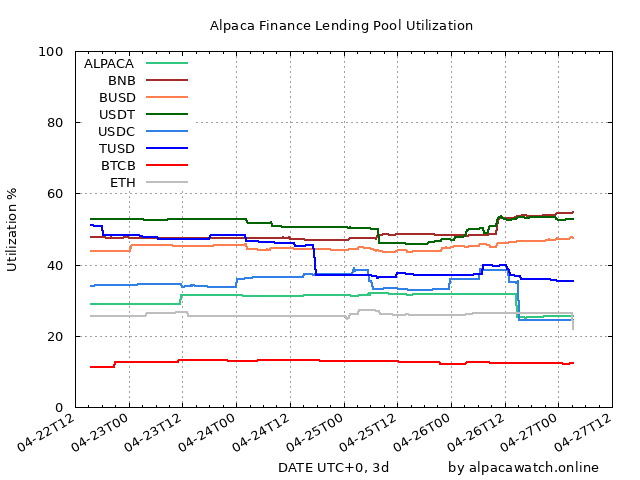 Alpaca Finance Lending Pool Utilization
100
80
60
40
20
0
Utilization %
ALPACA
BNB
BUSD
USDT
USDC
TUSD
BTCB
ETH
04-22T12
04-23T00
04-23T12
04-24T00
04-24T12
04-25T00
04-25T12
04-26T00
04-26T12
04-27T00
04-27T12
DATE UTC+0, 3d
by alpacawatch.online